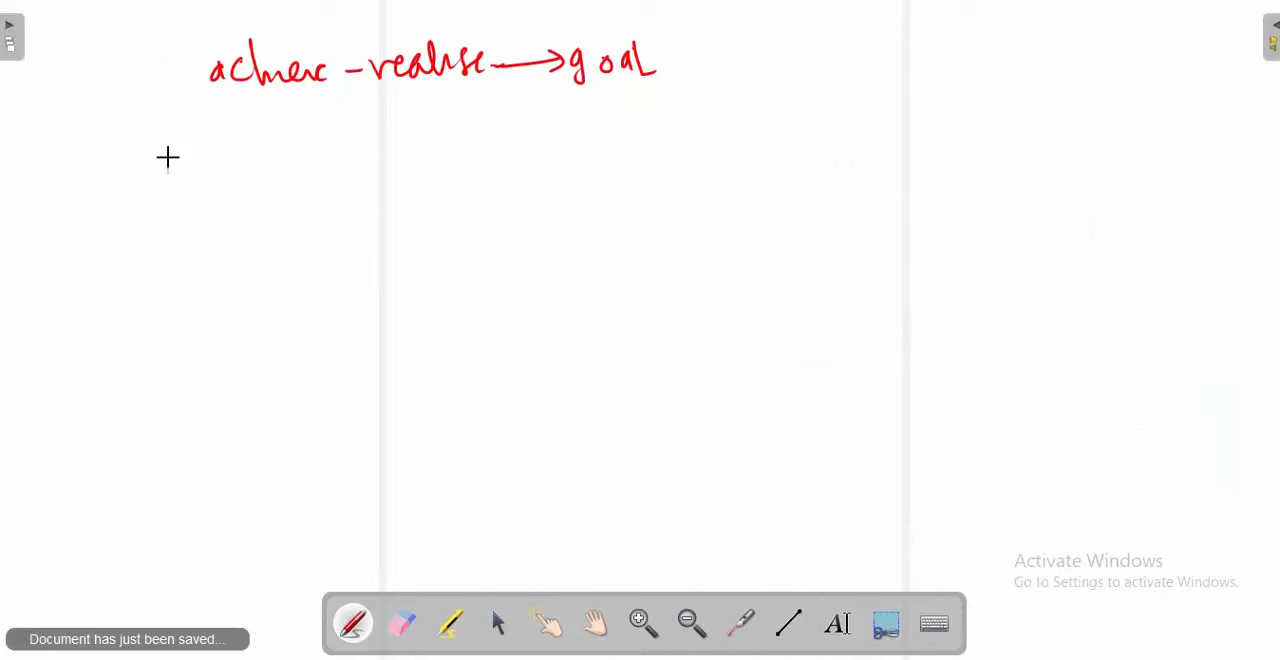 achieve - realise → goal
Activate Windows
Go to Settings to activate Windows.
A
Document has just been saved...